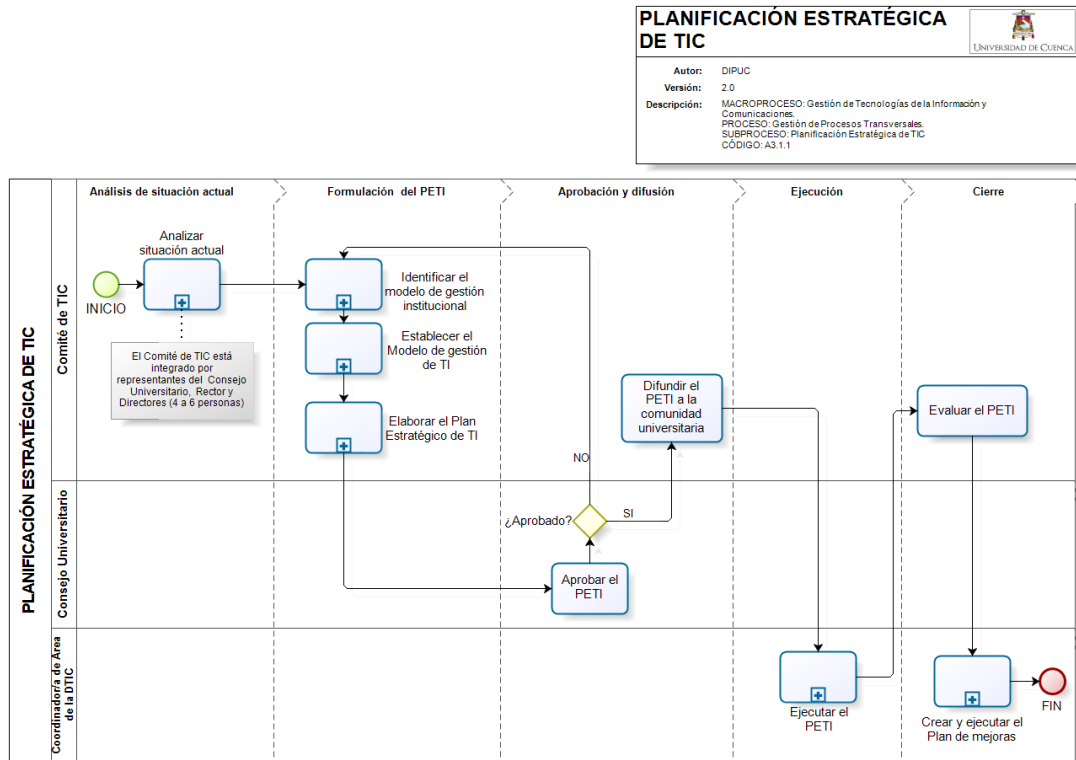 PLANIFICACIÓN ESTRATÉGICA
DE TIC
UNIVERSIDAD DE CUENCA
Autor: DIPUC
Versión: 2.0
Descripción: MACROPROCESO: Gestión de Tecnologías de la Información y
Comunicaciones.
PROCESO: Gestión de Procesos Transversales.
SUBPROCESO: Planificación Estratégica de TIC
CÓDIGO: A3.1.1
PLANIFICACIÓN ESTRATÉGICA DE TIC
Análisis de situación actual
Formulación del PETI
Aprobación y difusión
Ejecución
Cierre
Comité de TIC
INICIO
Analizar
situación actual
El Comité de TIC está
integrado por
representantes del Consejo
Universitario, Rector y
Directores (4 a 6 personas)
Identificar el
modelo de gestión
institucional
Establecer el
Modelo de gestión
de TI
Elaborar el Plan
Estratégico de TI
Difundir el
PETI a la
comunidad
universitaria
Evaluar el PETI
NO
Consejo Universitario
¿Aprobado?
SI
Aprobar el
PETI
Coordinador/a de Área
de la DTIC
Ejecutar el
PETI
Crear y ejecutar el
Plan de mejoras
FIN